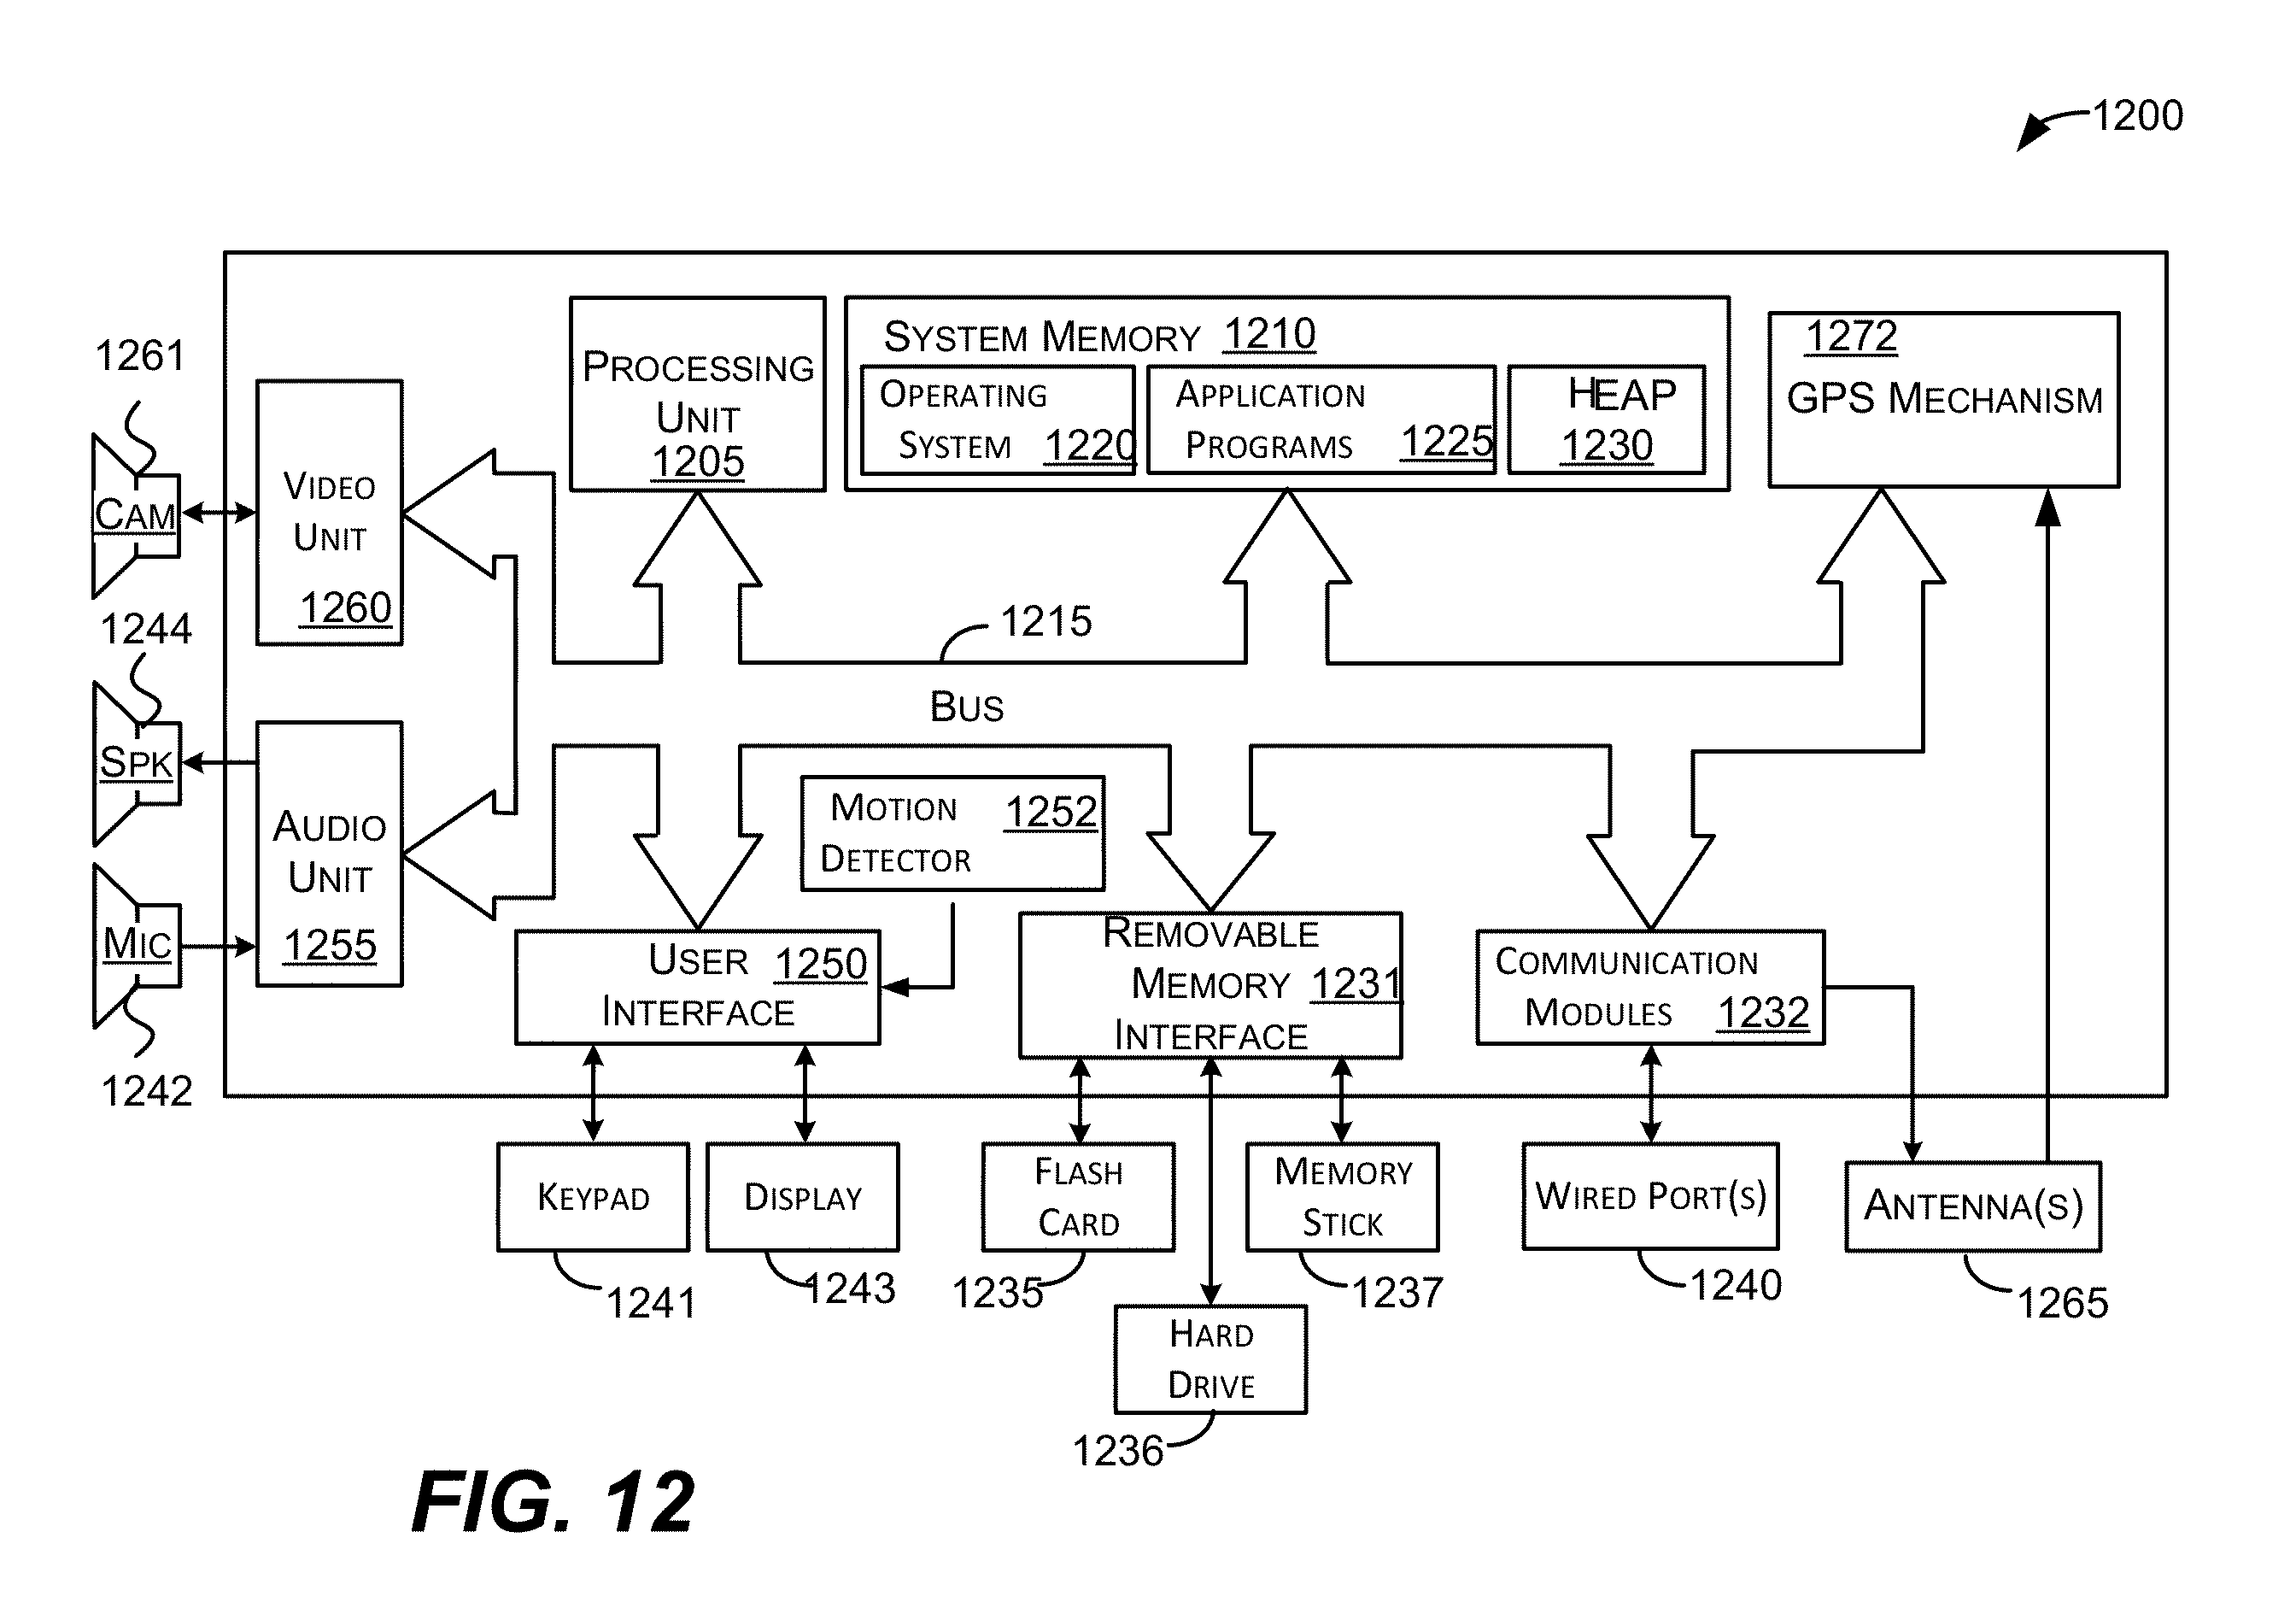 1200
1261
CAM
VIDEO
UNIT
1260
1244
SPK
AUDIO
UNIT
1255
MIC
1242
PROCESSING
UNIT
1205
SYSTEM MEMORY 1210
OPERATING
SYSTEM 1220
APPLICATION
PROGRAMS 1225
HEAP
1230
1272
GPS MECHANISM
1215
BUS
MOTION 1252
DETECTOR
USER 1250
INTERFACE
REMOVABLE
MEMORY 1231
INTERFACE
COMMUNICATION
MODULES 1232
KEYPAD
1241
DISPLAY
1243
FLASH
CARD
1235
HARD
DRIVE
1236
MEMORY
STICK
1237
WIRED PORT(S)
1240
ANTENNA(S)
1265
FIG. 12